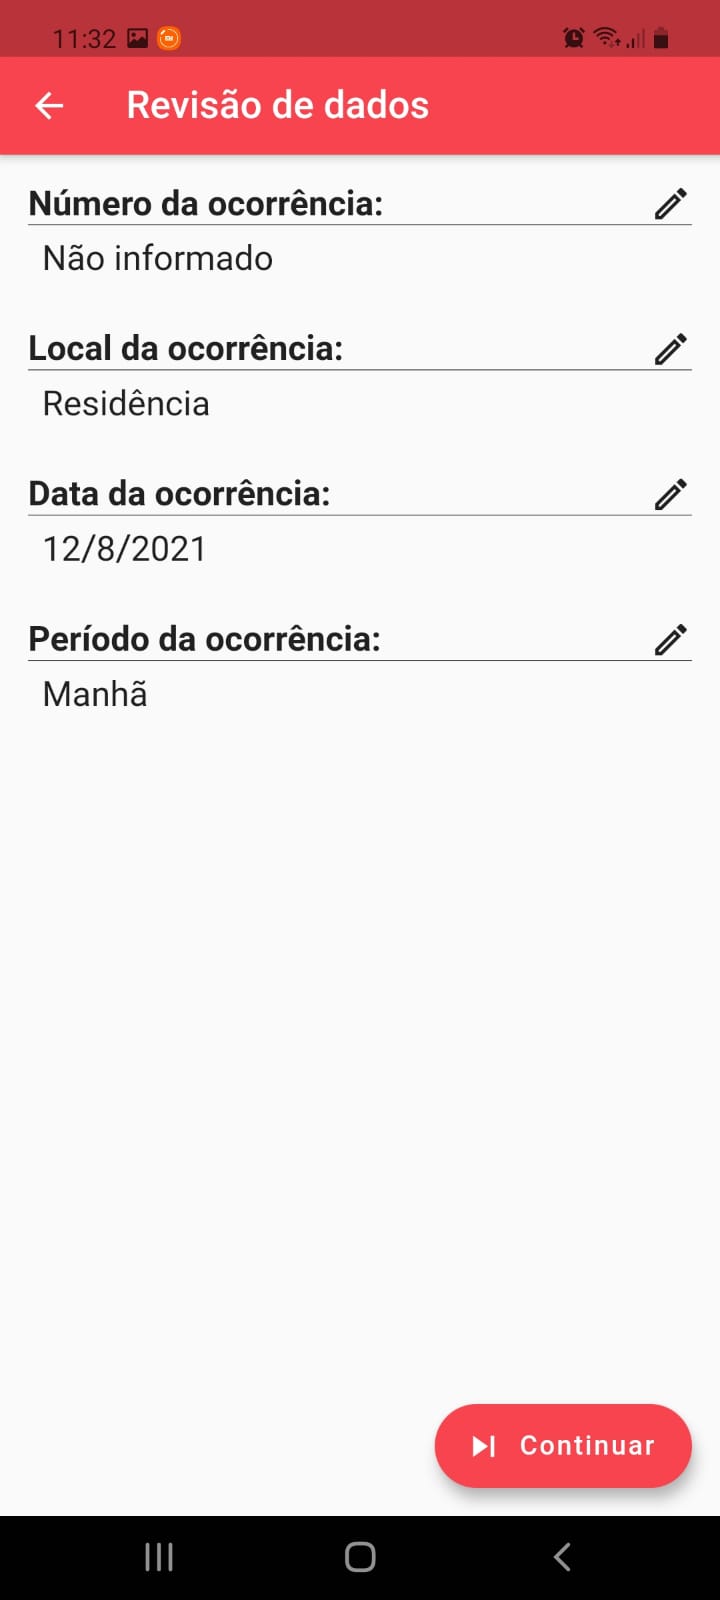 11:32
Revisão de dados
Número da ocorrência:
Não informado
Local da ocorrência:
Residência
Data da ocorrência:
12/8/2021
Período da ocorrência:
Manhã
Continuar